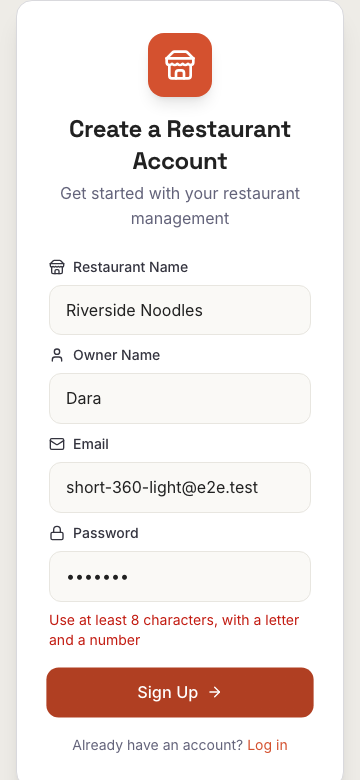 Create a Restaurant
Account
Get started with your restaurant
management
Restaurant Name
Riverside Noodles
Owner Name
Dara
Email
short-360-light@e2e.test
Password
•••••••
Use at least 8 characters, with a letter
and a number
Sign Up →
Already have an account? Log in